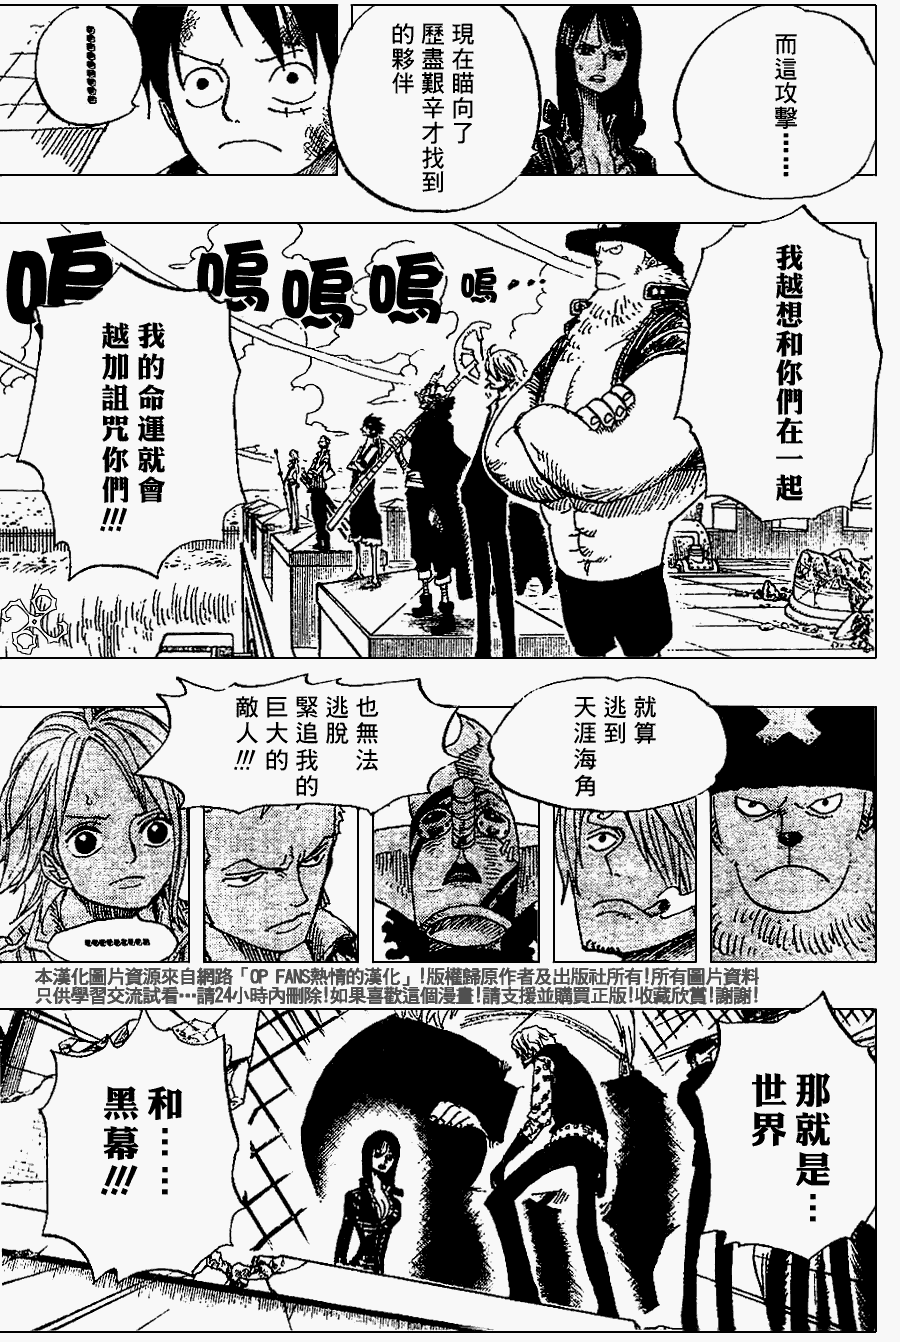 而這攻擊……
現在瞄向了
歷盡艱辛才找到
的夥伴
………
我越想和你們在一起
嗚…
嗚
嗚
嗚
嗚
我的命運就會
越加詛咒你們!!!
就算
逃到
天涯海角
也無法
逃脫
緊追我的
巨大的
敵人!!!
………
本漢化圖片資源來自網路「OP FANS熱情的漢化」!版權歸原作者及出版社所有!所有圖片資料
只供學習交流試看…請24小時內刪除!如果喜歡這個漫畫!請支援並購買正版!收藏欣賞!謝謝!
那就是…
世界
和……
黑幕!!!